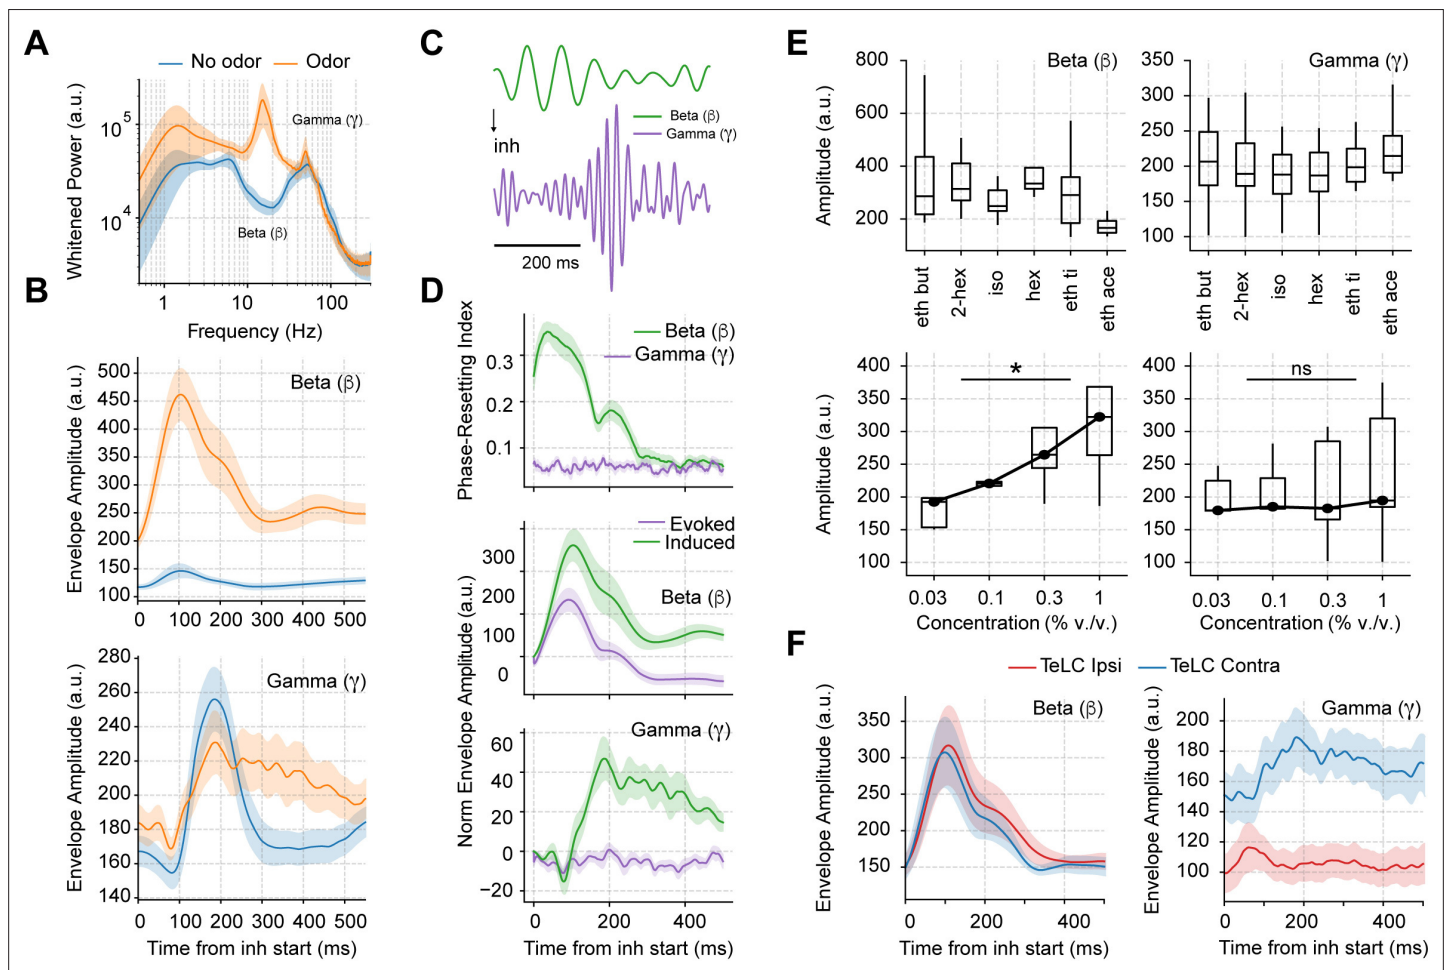 A
No odor
Odor
Whitened Power (a.u.)
10^5
10^4
Gamma (γ)
Beta (β)
1
10
100
Frequency (Hz)
B
Envelope Amplitude (a.u.)
Beta (β)
500
450
400
350
300
250
200
150
100
0
100
200
300
400
500
Envelope Amplitude (a.u.)
Gamma (γ)
280
260
240
220
200
180
160
140
0
100
200
300
400
500
Time from inh start (ms)
C
inh
Beta (β)
Gamma (γ)
200 ms
D
Phase-Resetting Index
Beta (β)
Gamma (γ)
0.3
0.2
0.1
Norm Envelope Amplitude (a.u.)
Evoked
Induced
Beta (β)
300
200
100
0
Gamma (γ)
60
40
20
0
−20
0
200
400
Time from inh start (ms)
E
Amplitude (a.u.)
Beta (β)
800
600
400
200
eth but
2-hex
iso
hex
eth ti
eth ace
Gamma (γ)
350
300
250
200
150
100
eth but
2-hex
iso
hex
eth ti
eth ace
Amplitude (a.u.)
*
400
350
300
250
200
150
100
0.03
0.1
0.3
1
Concentration (% v./v.)
ns
400
350
300
250
200
150
100
0.03
0.1
0.3
1
Concentration (% v./v.)
F
TeLC Ipsi
TeLC Contra
Envelope Amplitude (a.u.)
Beta (β)
350
300
250
200
150
0
200
400
Time from inh start (ms)
Envelope Amplitude (a.u.)
Gamma (γ)
200
180
160
140
120
100
0
200
400
Time from inh start (ms)